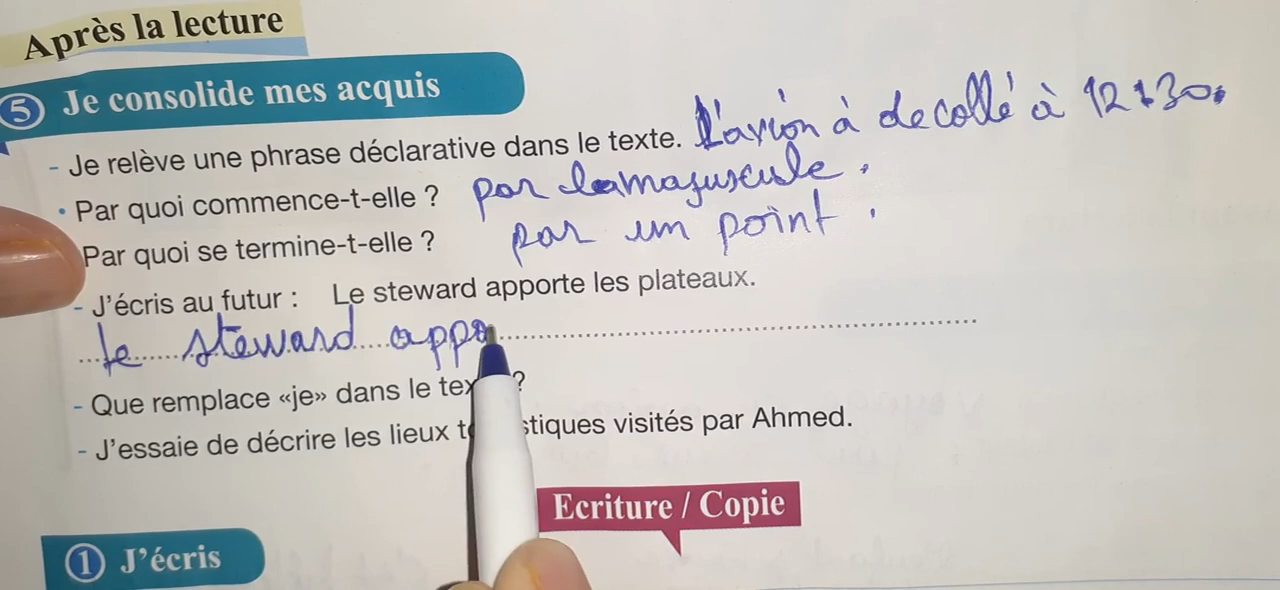 Après la lecture
5 Je consolide mes acquis
- Je relève une phrase déclarative dans le texte. L'avion à decollé à 12h30.
• Par quoi commence-t-elle ? par la majuscule.
Par quoi se termine-t-elle ? par un point.
- J'écris au futur : Le steward apporte les plateaux.
le steward appo
- Que remplace «je» dans le tex ?
- J'essaie de décrire les lieux to stiques visités par Ahmed.
Ecriture / Copie
1 J'écris